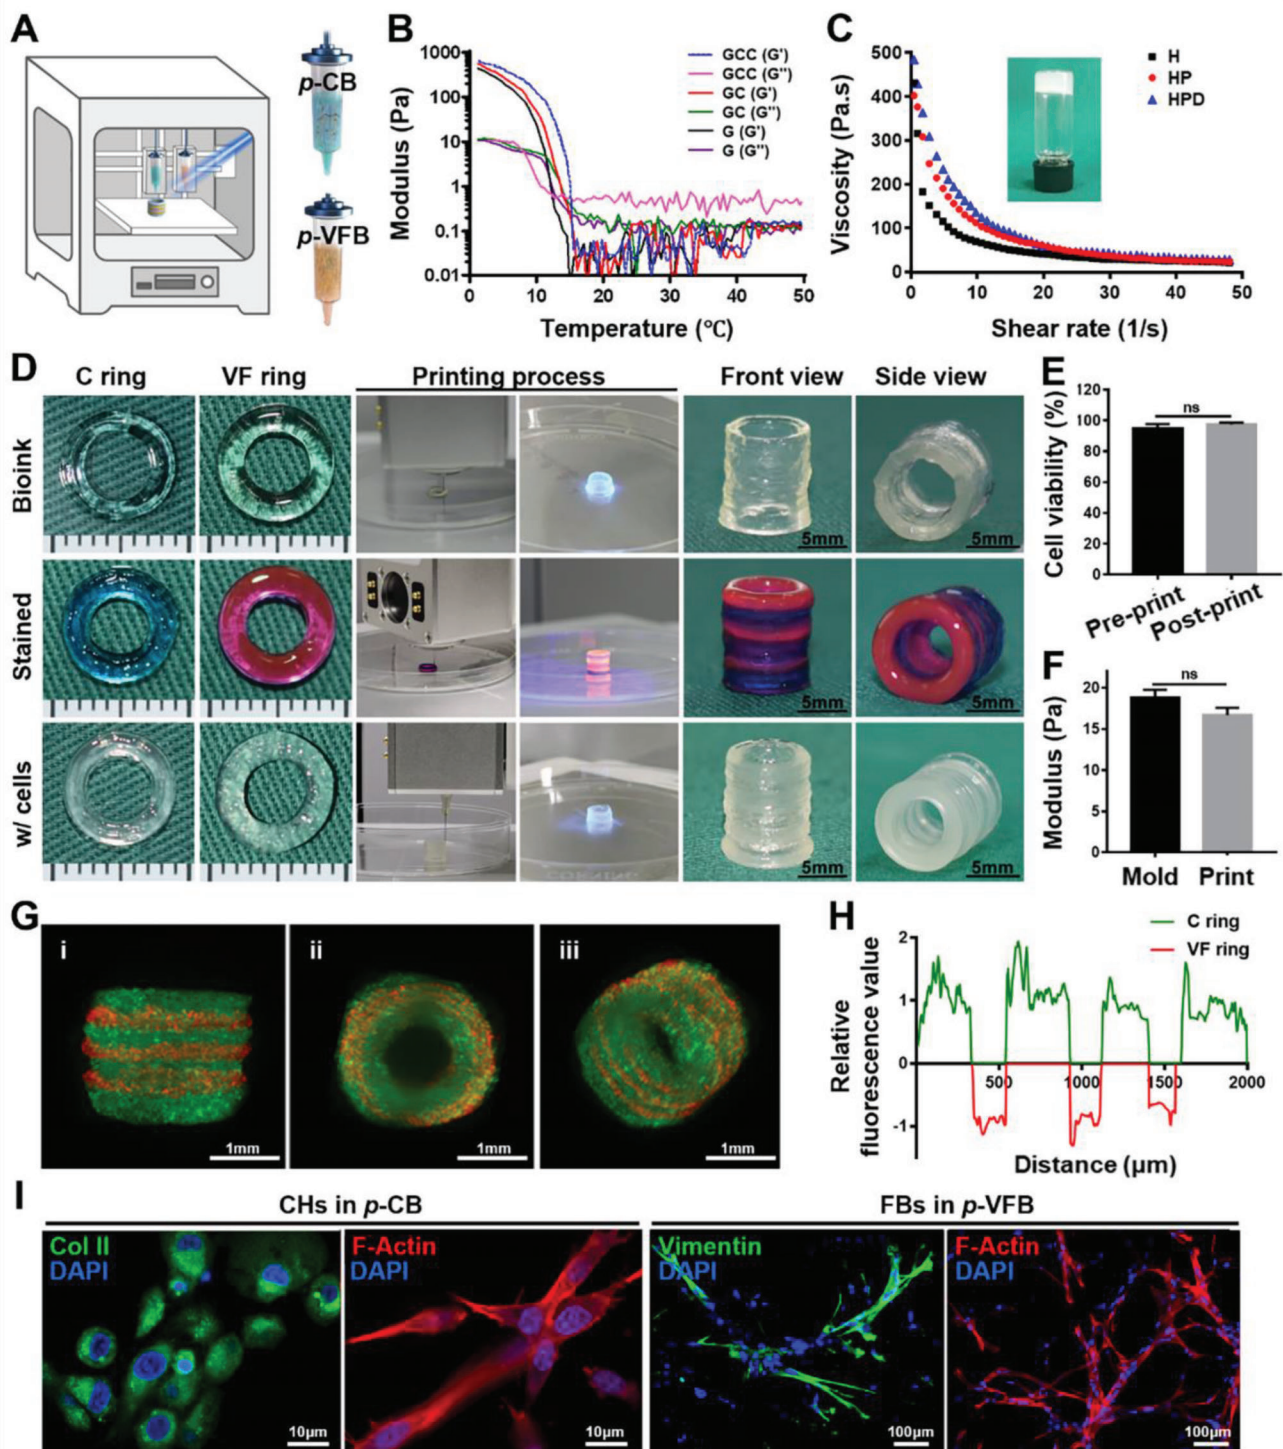 A
p-CB
p-VFB
B
Modulus (Pa)
1000
100
10
1
0.1
0.01
0 10 20 30 40 50
Temperature (°C)
GCC (G')
GCC (G'')
GC (G')
GC (G'')
G (G')
G (G'')
C
Viscosity (Pa.s)
500
400
300
200
100
0
0 10 20 30 40 50
Shear rate (1/s)
H
HP
HPD
D
C ring VF ring Printing process Front view Side view
Bioink
5mm 5mm
Stained
5mm 5mm
w/ cells
5mm 5mm
E
Cell viability (%)
120
100
80
60
40
20
0
ns
Pre-print Post-print
F
Modulus (Pa)
20
15
10
5
0
ns
Mold Print
G
i ii iii
1mm 1mm 1mm
H
C ring
VF ring
Relative
fluorescence value
2
1
0
-1
500 1000 1500 2000
Distance (μm)
I
CHs in p-CB FBs in p-VFB
Col II
DAPI
10μm
F-Actin
DAPI
10μm
Vimentin
DAPI
100μm
F-Actin
DAPI
100μm